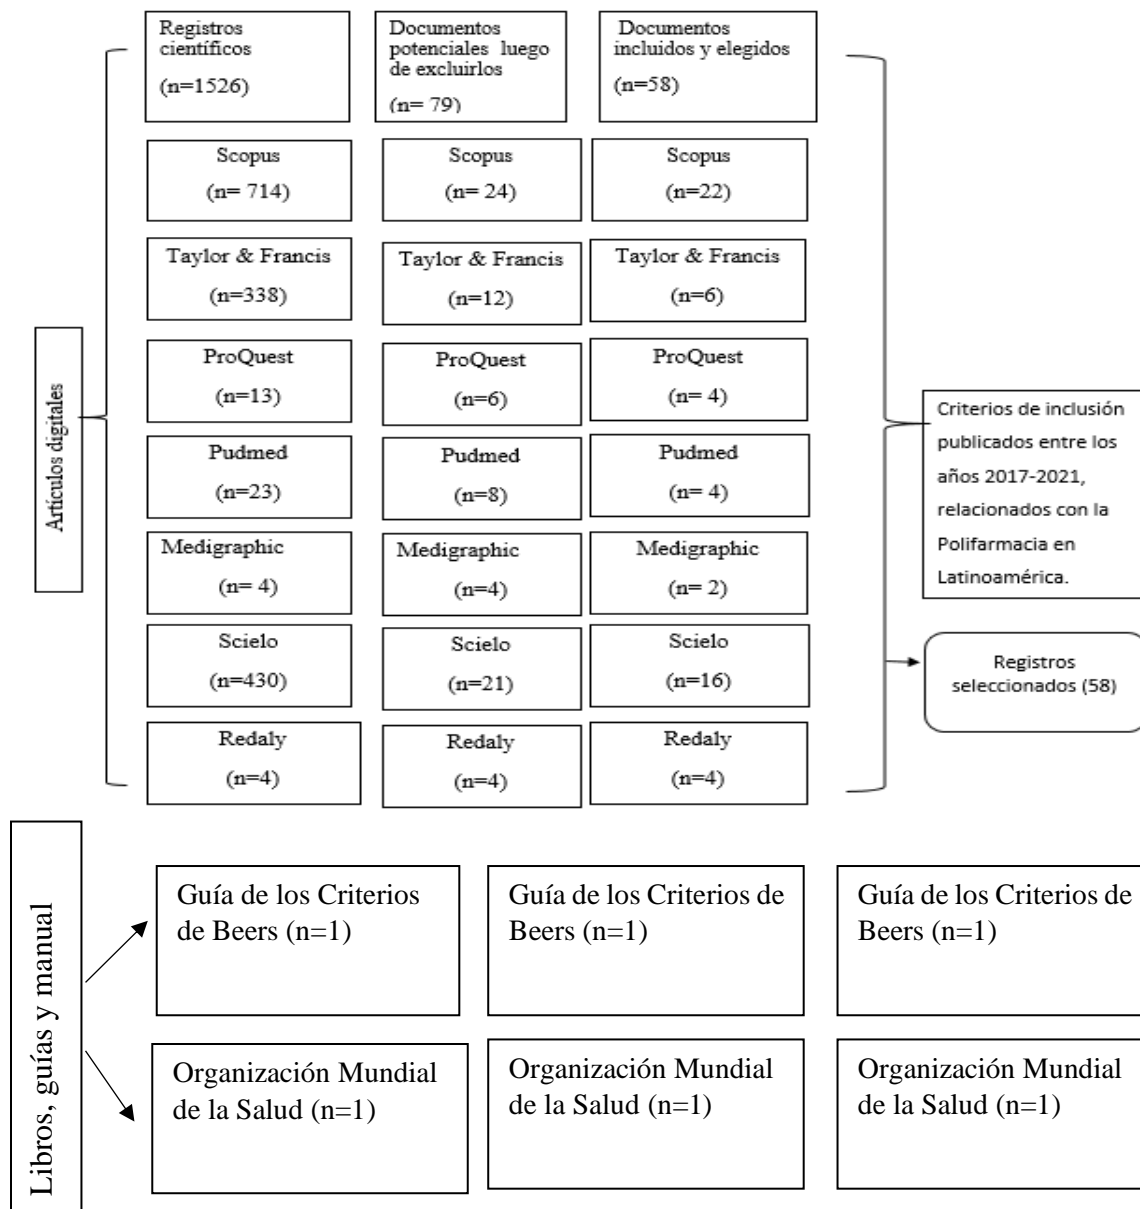 Registros
científicos
(n=1526)
Documentos
potenciales luego
de excluirlos
(n= 79)
Documentos
incluidos y elegidos
(n=58)
Scopus
(n= 714)
Scopus
(n= 24)
Scopus
(n=22)
Taylor & Francis
(n=338)
Taylor & Francis
(n=12)
Taylor & Francis
(n=6)
ProQuest
(n=13)
ProQuest
(n=6)
ProQuest
(n= 4)
Pudmed
(n=23)
Pudmed
(n=8)
Pudmed
(n= 4)
Medigraphic
(n= 4)
Medigraphic
(n=4)
Medigraphic
(n= 2)
Scielo
(n=430)
Scielo
(n=21)
Scielo
(n=16)
Redaly
(n=4)
Redaly
(n=4)
Redaly
(n=4)
Artículos digitales
Criterios de inclusión
publicados entre los
años 2017-2021,
relacionados con la
Polifarmacia en
Latinoamérica.
Registros
seleccionados (58)
Libros, guías y manual
Guía de los Criterios
de Beers (n=1)
Guía de los Criterios de
Beers (n=1)
Guía de los Criterios de
Beers (n=1)
Organización Mundial
de la Salud (n=1)
Organización Mundial
de la Salud (n=1)
Organización Mundial
de la Salud (n=1)